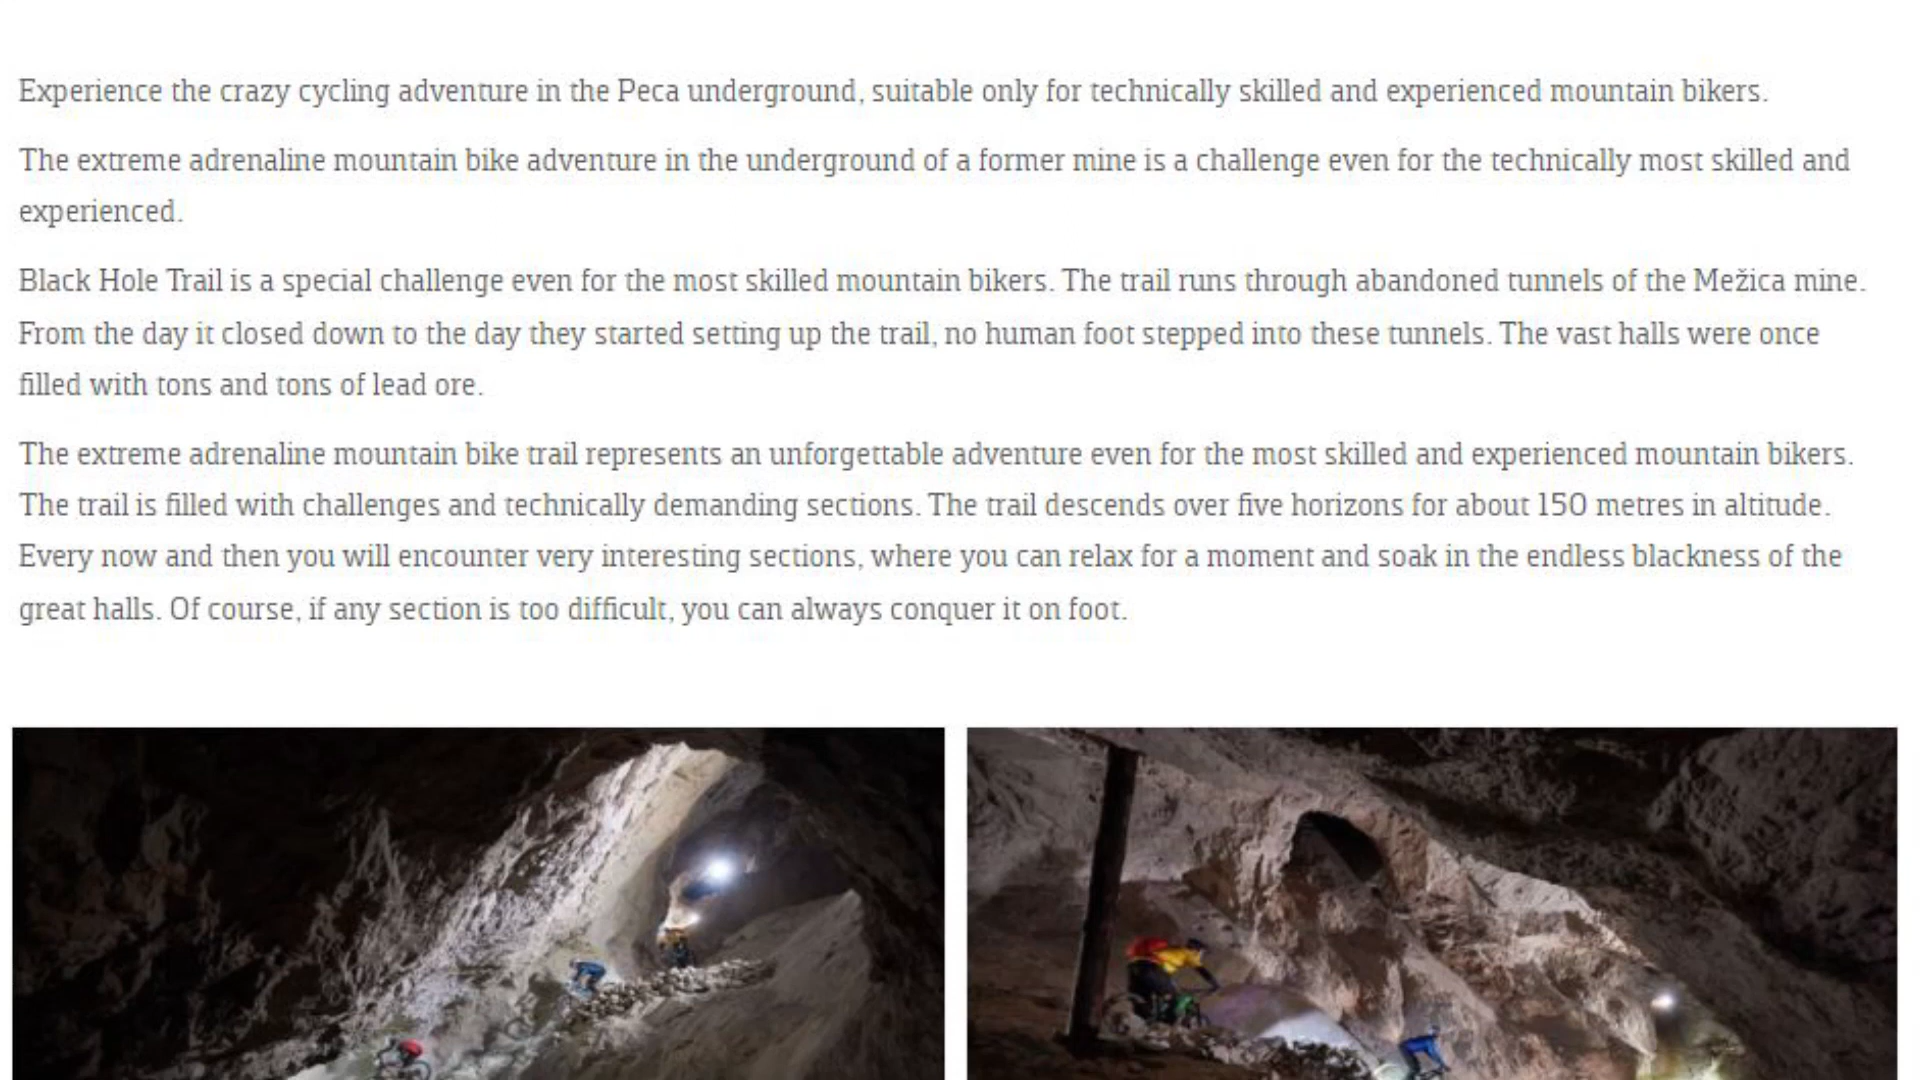 Experience the crazy cycling adventure in the Peca underground, suitable only for technically skilled and experienced mountain bikers.
The extreme adrenaline mountain bike adventure in the underground of a former mine is a challenge even for the technically most skilled and
experienced.
Black Hole Trail is a special challenge even for the most skilled mountain bikers. The trail runs through abandoned tunnels of the Mežica mine.
From the day it closed down to the day they started setting up the trail, no human foot stepped into these tunnels. The vast halls were once
filled with tons and tons of lead ore.
The extreme adrenaline mountain bike trail represents an unforgettable adventure even for the most skilled and experienced mountain bikers.
The trail is filled with challenges and technically demanding sections. The trail descends over five horizons for about 150 metres in altitude.
Every now and then you will encounter very interesting sections, where you can relax for a moment and soak in the endless blackness of the
great halls. Of course, if any section is too difficult, you can always conquer it on foot.